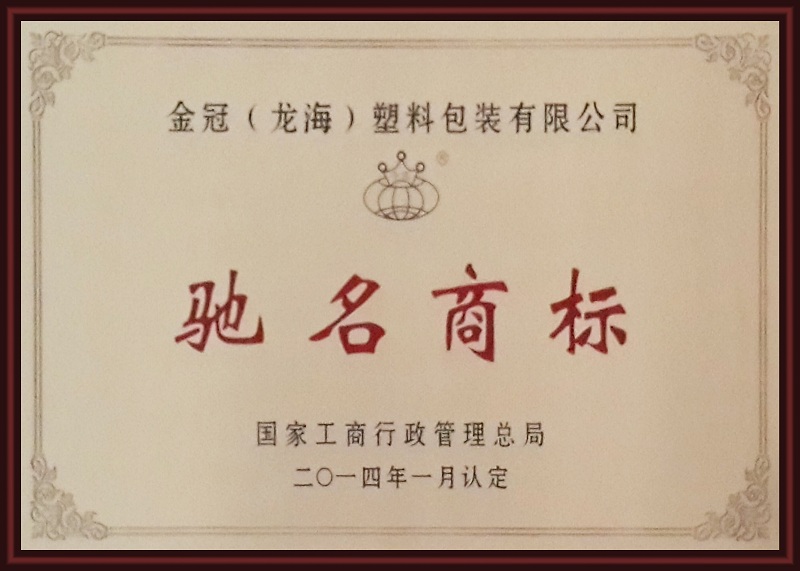 金冠（龙海）塑料包装有限公司
®
驰名商标
国家工商行政管理总局
二〇一四年一月认定